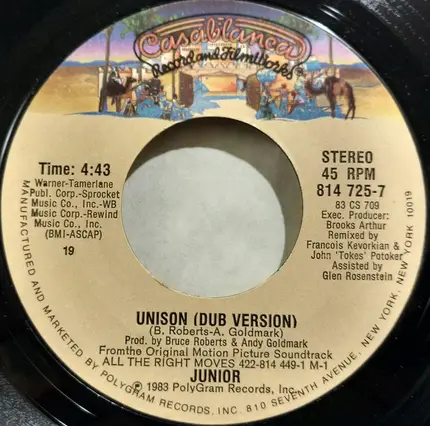 Casablanca
Record and FilmWorks
Time: 4:43
Warner-Tamerlane
Publ. Corp.-Sprocket
Music Co., Inc.-WB
Music Corp.-Rewind
Music Co., Inc.
(BMI-ASCAP)
19
STEREO
45 RPM
814 725-7
83 CS 709
Exec. Producer:
Brooks Arthur
Remixed by
Francois Kevorkian &
John 'Tokes' Potoker
Assisted by
Glen Rosenstein
UNISON (DUB VERSION)
(B. Roberts-A. Goldmark)
Prod. by Bruce Roberts & Andy Goldmark
Fromthe Original Motion Picture Soundtrack
ALL THE RIGHT MOVES 422-814 449-1 M-1
JUNIOR
℗ 1983 PolyGram Records, Inc.
MANUFACTURED AND MARKETED BY POLYGRAM RECORDS, INC. 810 SEVENTH AVENUE, NEW YORK, NEW YORK 10019